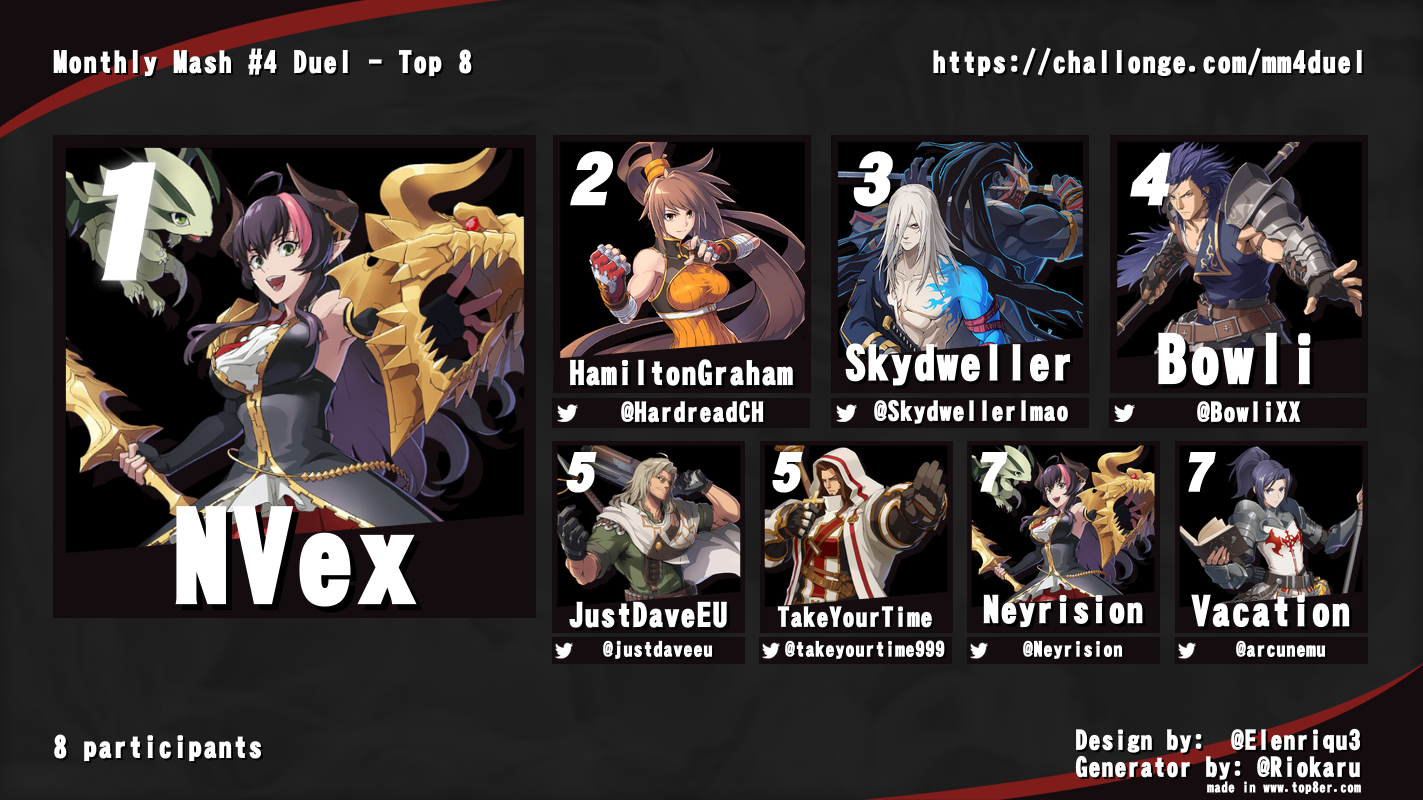 Monthly Mash #4 Duel - Top 8
https://challonge.com/mm4duel
1
NVex
2
HamiltonGraham
@HardreadCH
3
Skydweller
@Skydwellerlmao
4
Bowli
@BowliXX
5
JustDaveEU
@justdaveeu
5
TakeYourTime
@takeyourtime999
7
Neyrision
@Neyrision
7
Vacation
@arcunemu
8 participants
Design by: @Elenriqu3
Generator by: @Riokaru
made in www.top8er.com